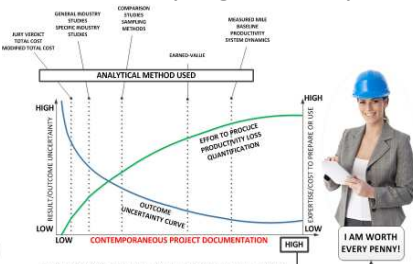 MEASURED MILE
BASELINE
PRODUCTIVITY
SYSTEM DYNAMICS
COMPARISON
STUDIES
SAMPLING
METHODS
GENERAL INDUSTRY
STUDIES
SPECIFIC INDUSTRY
STUDIES
JURY VERDICT
TOTAL COST
MODIFIED TOTAL COST
EARNED-VALUE
ANALYTICAL METHOD USED
HIGH
HIGH
RESULT/OUTCOME UNCERTAINTY
EFFOR TO PROCUCE
PRODUCTIVITY LOSS
QUANTIFICATION
EXPERTISE/COST TO PREPARE OR USE
OUTCOME
UNCERTAINTY CURVE
LOW
LOW
LOW
CONTEMPORANEOUS PROJECT DOCUMENTATION
HIGH
I AM WORTH
EVERY PENNY!